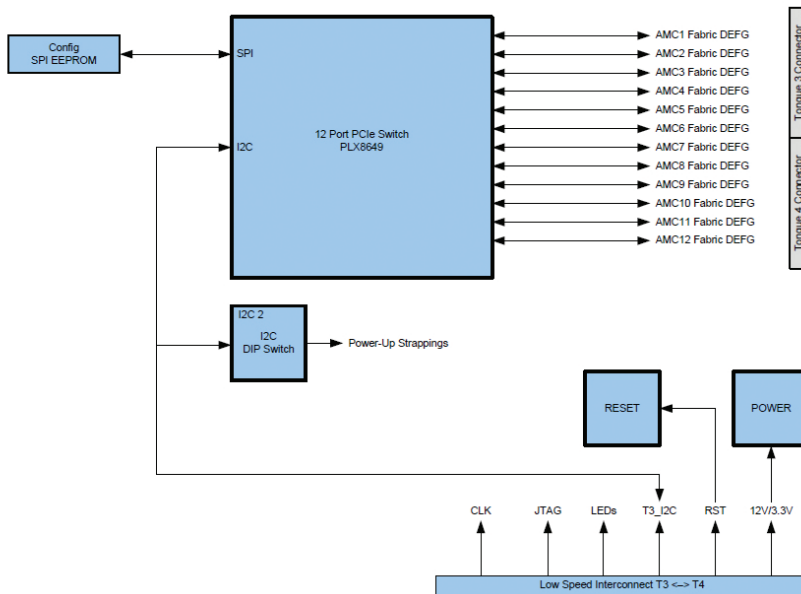 Config
SPI EEPROM
SPI
I2C
12 Port PCIe Switch
PLX8649
AMC1 Fabric DEFG
AMC2 Fabric DEFG
AMC3 Fabric DEFG
AMC4 Fabric DEFG
AMC5 Fabric DEFG
AMC6 Fabric DEFG
AMC7 Fabric DEFG
AMC8 Fabric DEFG
AMC9 Fabric DEFG
AMC10 Fabric DEFG
AMC11 Fabric DEFG
AMC12 Fabric DEFG
Tongue 3 Connector
Tongue 4 Connector
I2C 2
I2C
DIP Switch
Power-Up Strappings
RESET
POWER
CLK
JTAG
LEDs
T3_I2C
RST
12V/3.3V
Low Speed Interconnect T3 <--> T4